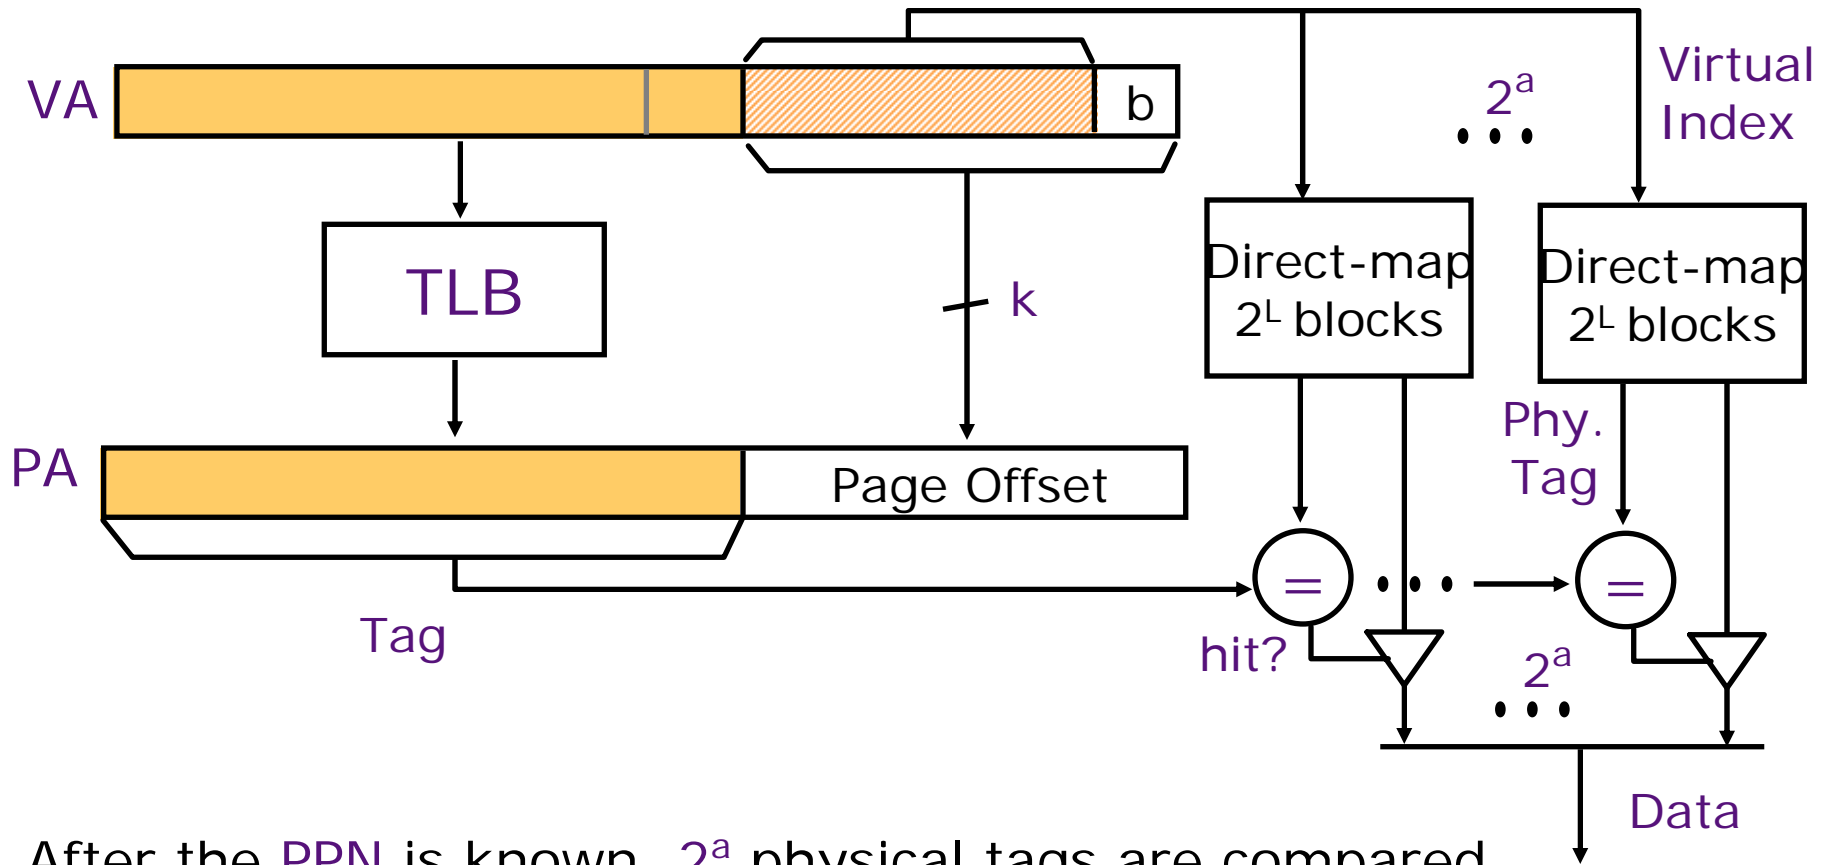 VA
b
2ᵃ
Virtual
Index
TLB
k
Direct-map
2ᴸ blocks
Direct-map
2ᴸ blocks
PA
Page Offset
Phy.
Tag
=
=
Tag
hit?
2ᵃ
Data
After the PPN is known, 2ᵃ physical tags are compared